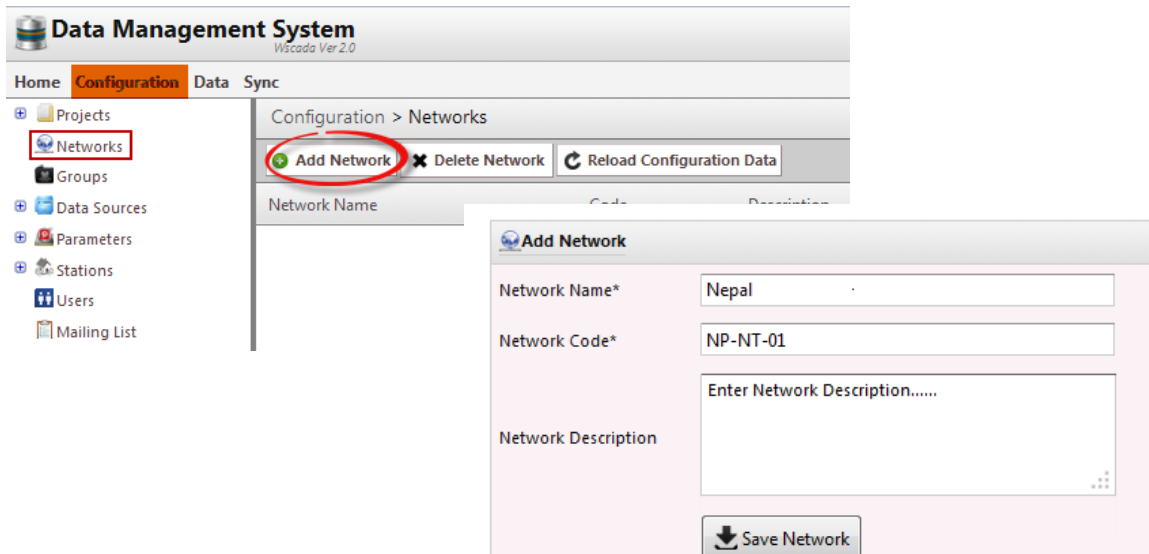 Data Management System
Wscada Ver 2.0
Home Configuration Data Sync
Projects
Networks
Groups
Data Sources
Parameters
Stations
Users
Mailing List
Configuration > Networks
Add Network Delete Network Reload Configuration Data
Network Name Code Description
Add Network
Network Name* Nepal
Network Code* NP-NT-01
Network Description Enter Network Description......
Save Network